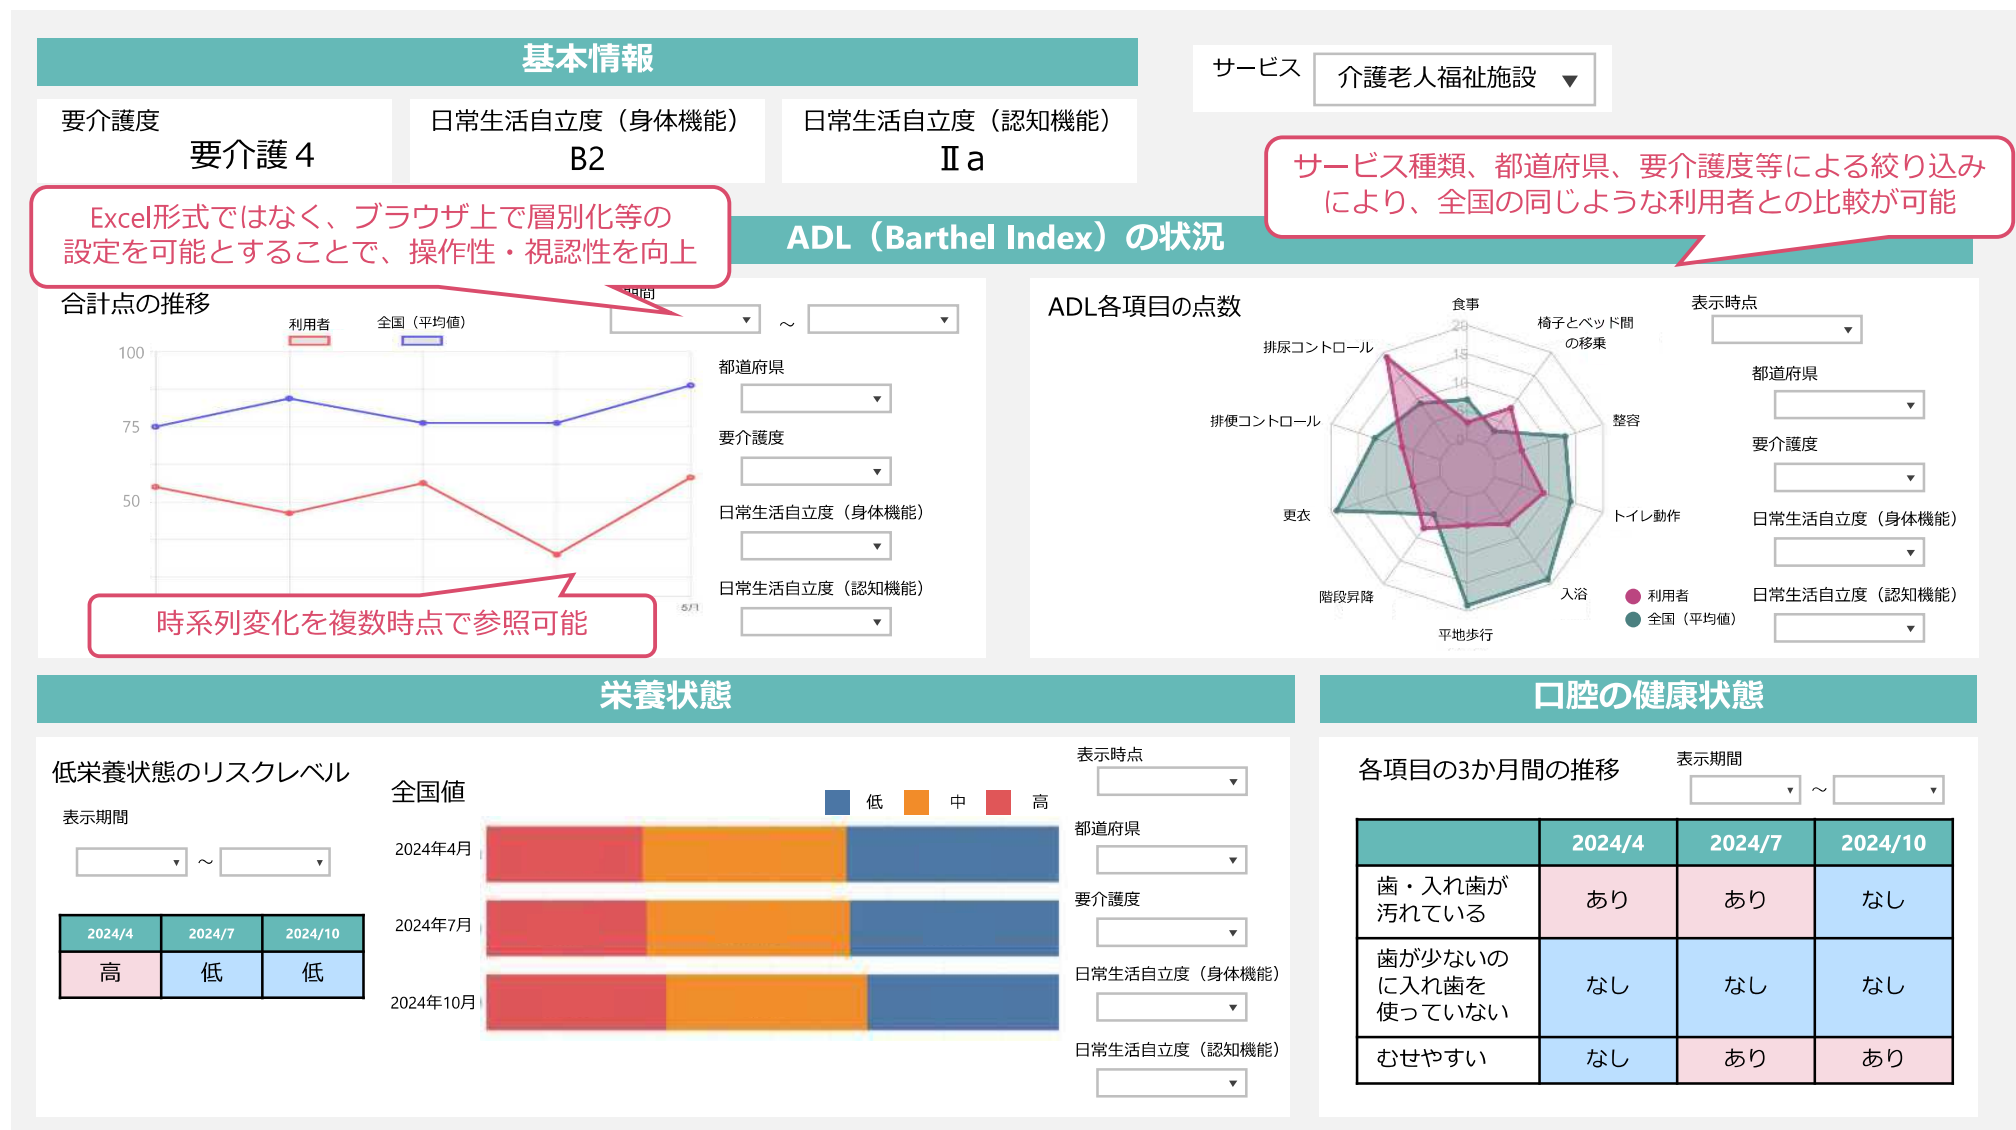 基本情報
サービス
介護老人福祉施設
要介護度
要介護４
日常生活自立度（身体機能）
B2
日常生活自立度（認知機能）
Ⅱa
サービス種類、都道府県、要介護度等による絞り込み
により、全国の同じような利用者との比較が可能
Excel形式ではなく、ブラウザ上で層別化等の
設定を可能とすることで、操作性・視認性を向上
ADL（Barthel Index）の状況
合計点の推移
利用者
全国（平均値）
期間
～
100
75
50
都道府県
要介護度
日常生活自立度（身体機能）
日常生活自立度（認知機能）
時系列変化を複数時点で参照可能
ADL各項目の点数
食事
椅子とベッド間
の移乗
整容
トイレ動作
入浴
平地歩行
階段昇降
更衣
排便コントロール
排尿コントロール
20
15
10
0
利用者
全国（平均値）
表示時点
都道府県
要介護度
日常生活自立度（身体機能）
日常生活自立度（認知機能）
栄養状態
低栄養状態のリスクレベル
表示期間
～
2024/4 2024/7 2024/10
高 低 低
全国値
低 中 高
2024年4月
2024年7月
2024年10月
表示時点
都道府県
要介護度
日常生活自立度（身体機能）
日常生活自立度（認知機能）
口腔の健康状態
各項目の3か月間の推移
表示期間
～
2024/4 2024/7 2024/10
歯・入れ歯が
汚れている
あり あり なし
歯が少ないの
に入れ歯を
使っていない
なし なし なし
むせやすい
なし あり あり